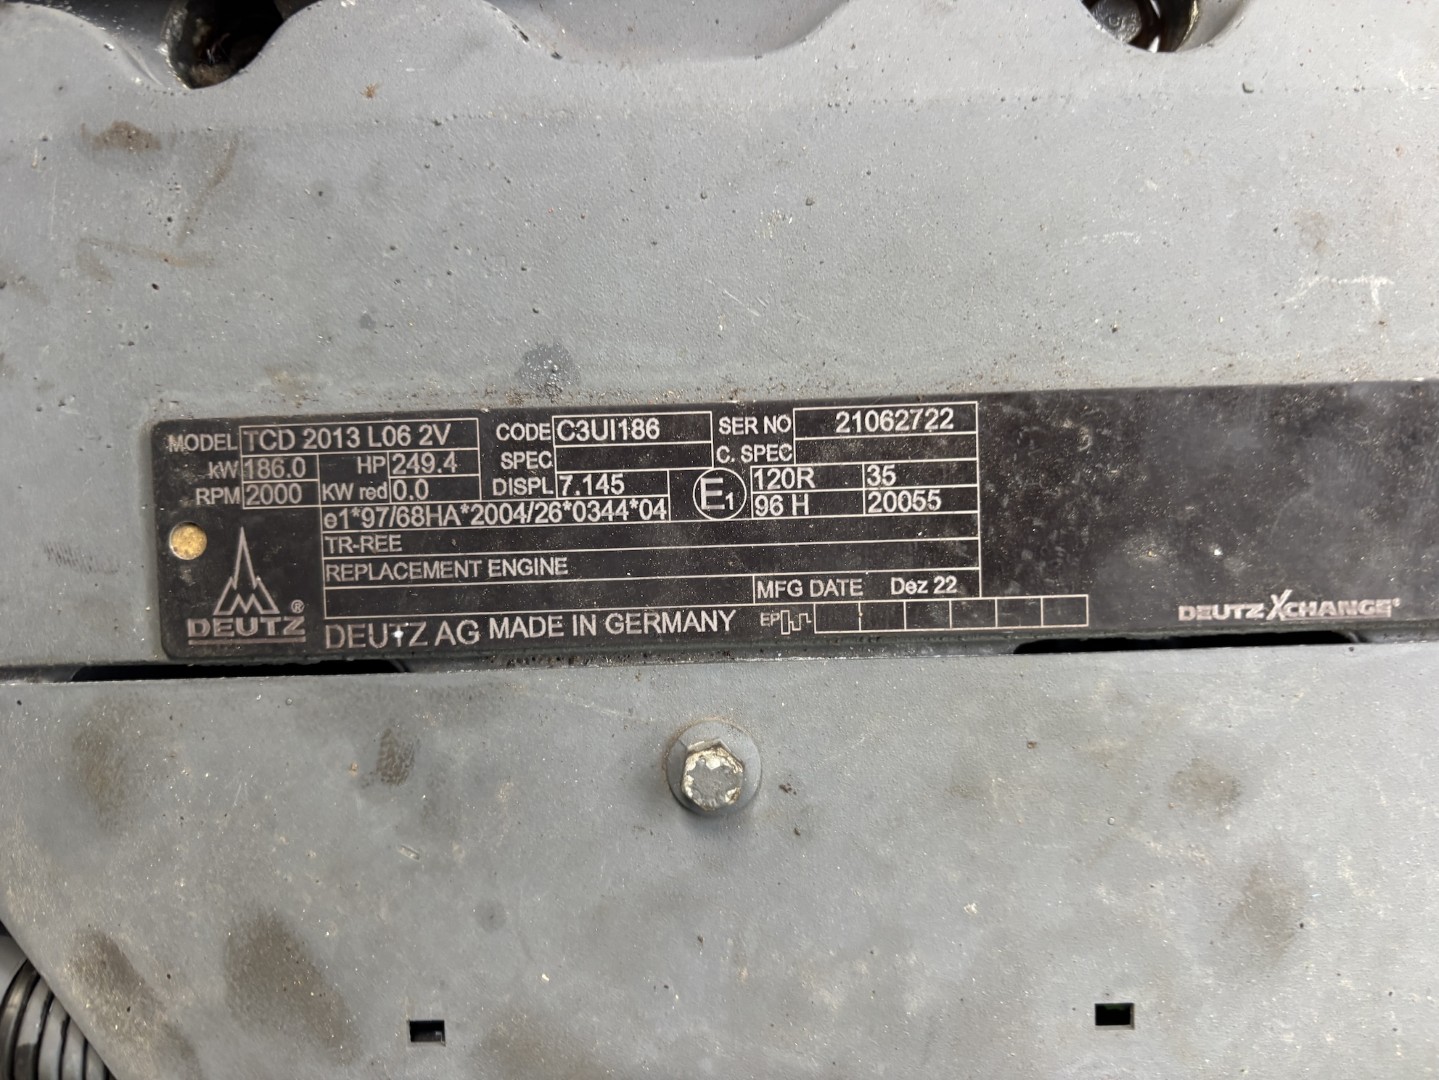 MODEL TCD 2013 L06 2V CODE C3UI186 SER NO 21062722
kW 186.0 HP 249.4 SPEC C. SPEC
RPM 2000 KW red 0.0 DISPL 7.145 E1 120R 35
e1*97/68HA*2004/26*0344*04 96 H 20055
TR-REE
REPLACEMENT ENGINE
MFG DATE Dez 22
DEUTZ ® DEUTZ AG MADE IN GERMANY EP
DEUTZ XCHANGE®